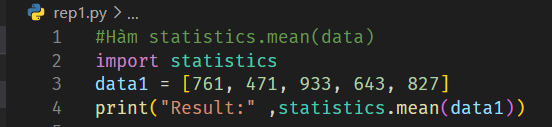 rep1.py > ...
1 #Hàm statistics.mean(data)
2 import statistics
3 data1 = [761, 471, 933, 643, 827]
4 print("Result:" ,statistics.mean(data1))